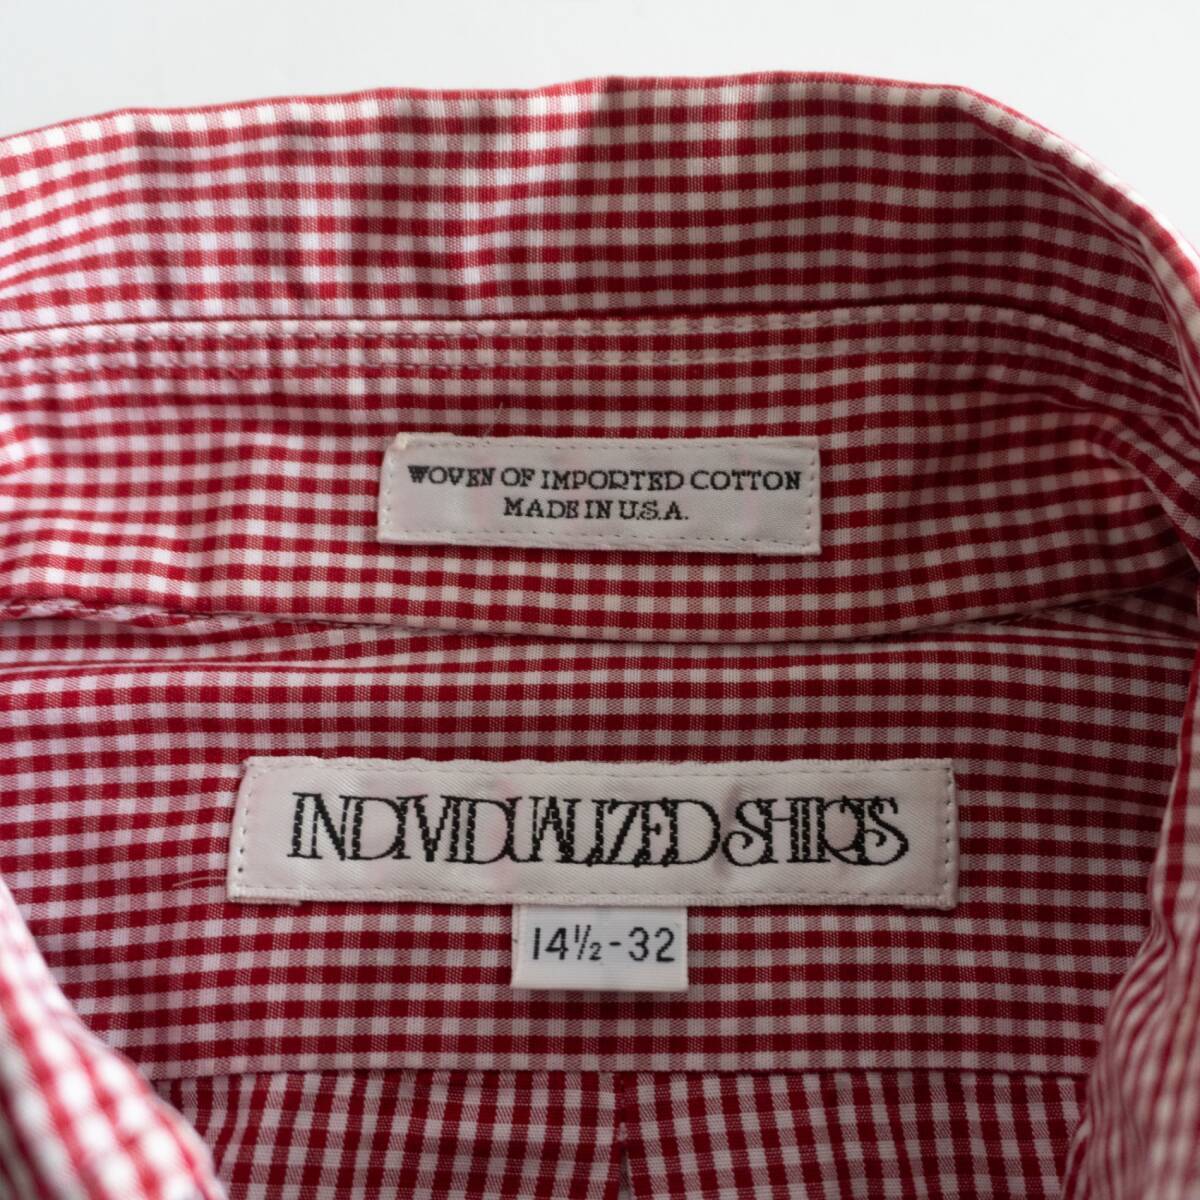 WOVEN OF IMPORTED COTTON
MADE IN U.S.A.
INDIVIDUALIZED SHIRTS
14½-32